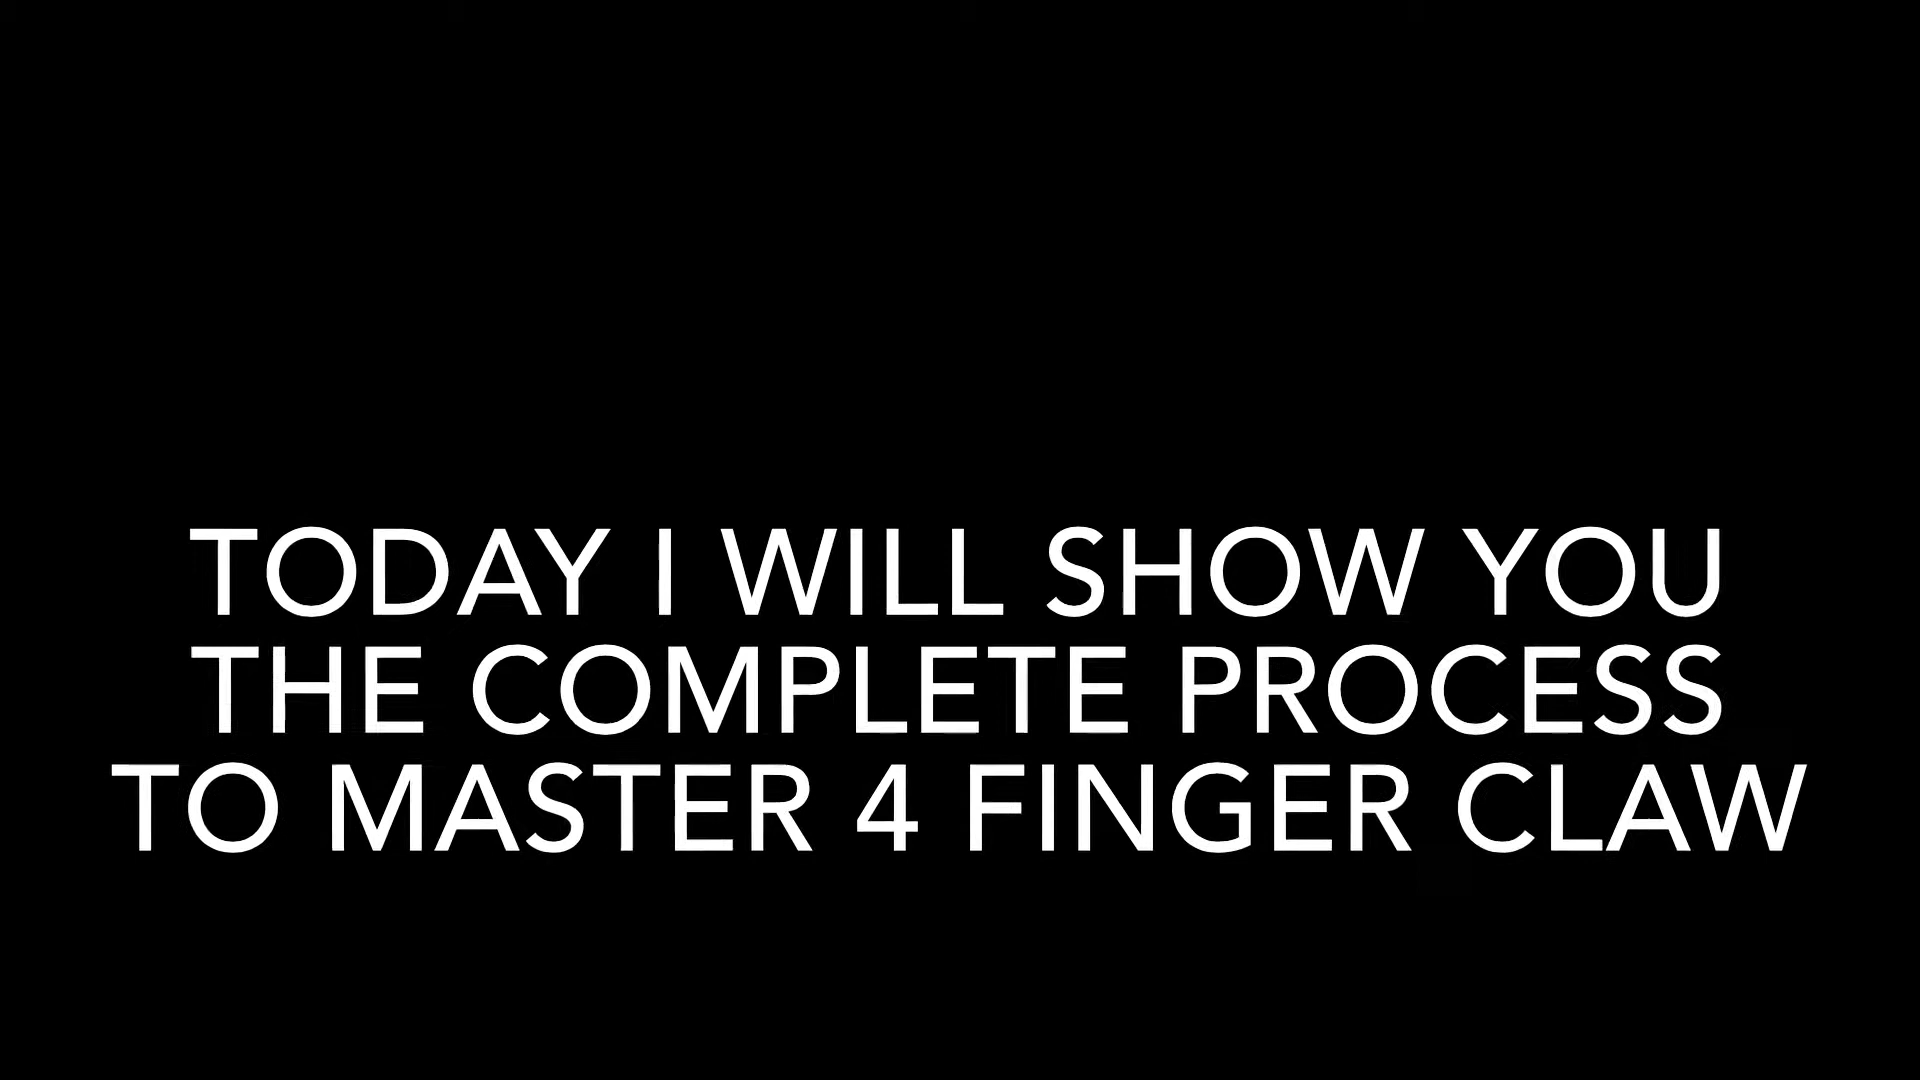 TODAY I WILL SHOW YOU
THE COMPLETE PROCESS
TO MASTER 4 FINGER CLAW